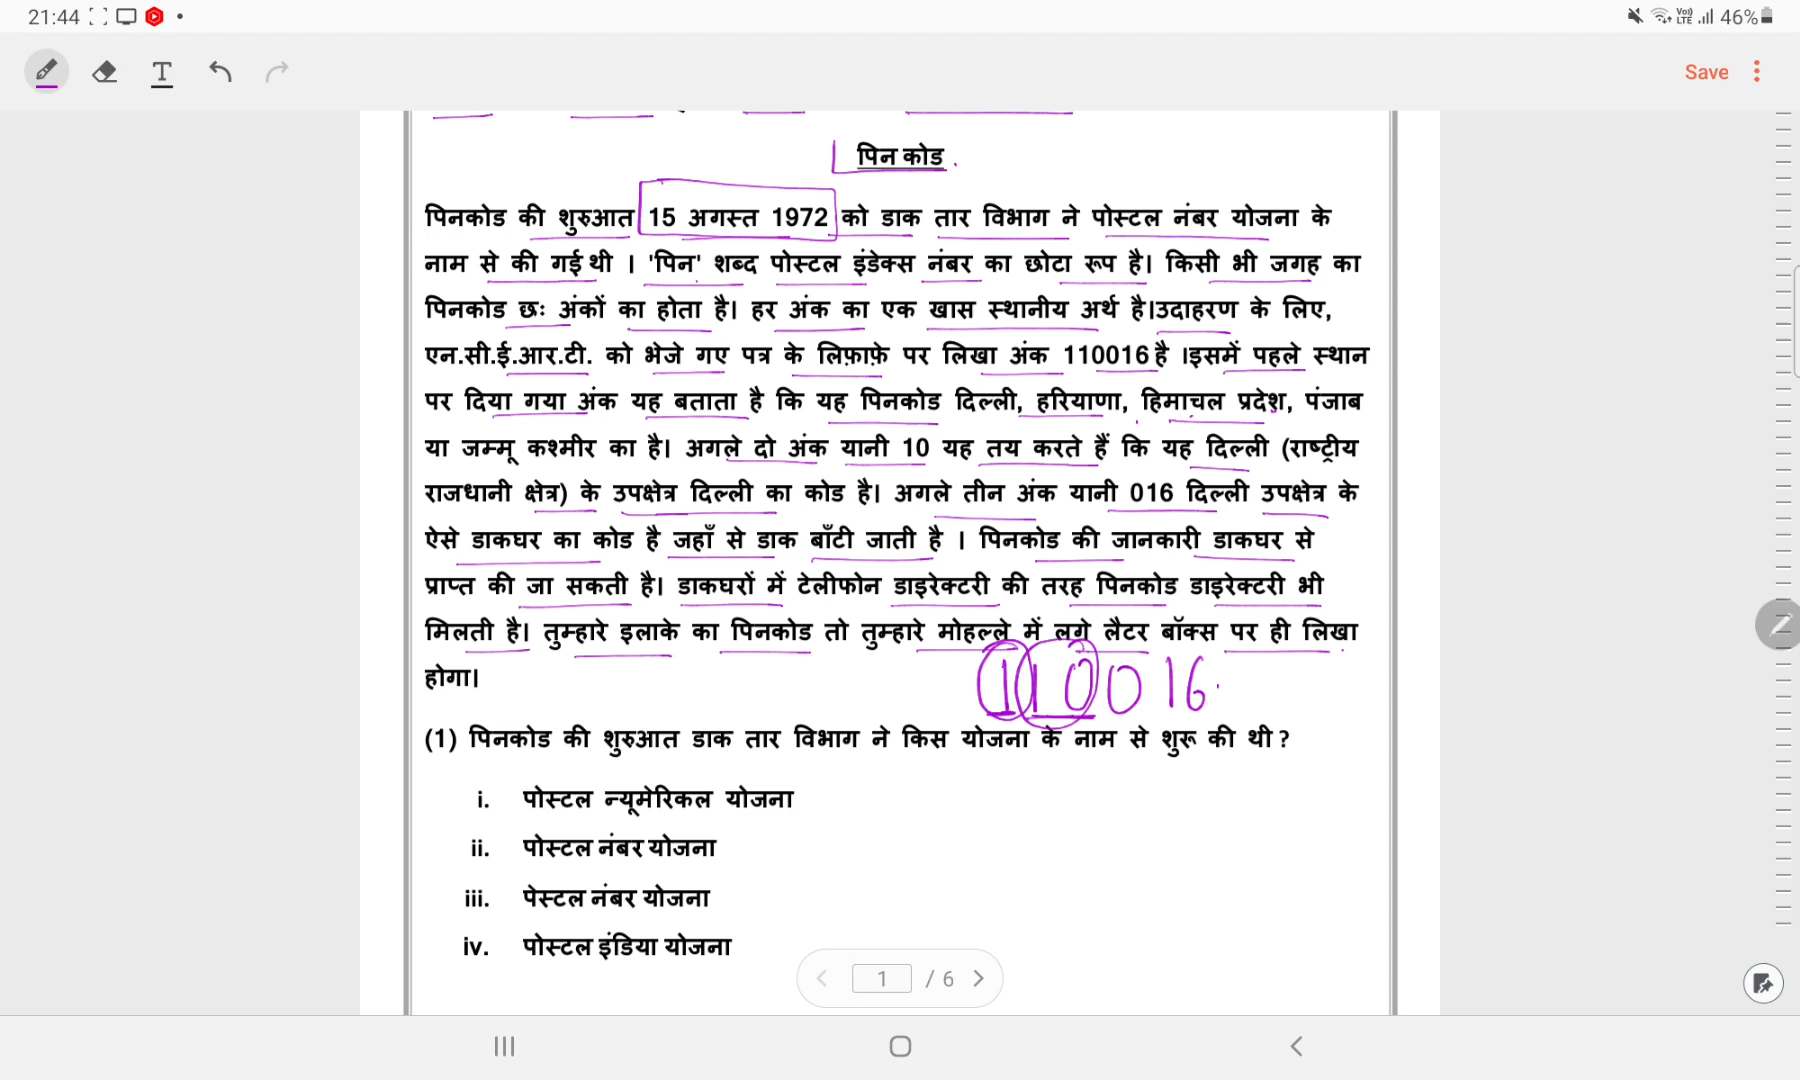 21:44
46%
Save
पिन कोड
पिनकोड की शुरुआत 15 अगस्त 1972 को डाक तार विभाग ने पोस्टल नंबर योजना के
नाम से की गई थी । 'पिन' शब्द पोस्टल इंडेक्स नंबर का छोटा रूप है। किसी भी जगह का
पिनकोड छः अंकों का होता है। हर अंक का एक खास स्थानीय अर्थ है।उदाहरण के लिए,
एन.सी.ई.आर.टी. को भेजे गए पत्र के लिफ़ाफ़े पर लिखा अंक 110016 है ।इसमें पहले स्थान
पर दिया गया अंक यह बताता है कि यह पिनकोड दिल्ली, हरियाणा, हिमाचल प्रदेश, पंजाब
या जम्मू कश्मीर का है। अगले दो अंक यानी 10 यह तय करते हैं कि यह दिल्ली (राष्ट्रीय
राजधानी क्षेत्र) के उपक्षेत्र दिल्ली का कोड है। अगले तीन अंक यानी 016 दिल्ली उपक्षेत्र के
ऐसे डाकघर का कोड है जहाँ से डाक बाँटी जाती है । पिनकोड की जानकारी डाकघर से
प्राप्त की जा सकती है। डाकघरों में टेलीफोन डाइरेक्टरी की तरह पिनकोड डाइरेक्टरी भी
मिलती है। तुम्हारे इलाके का पिनकोड तो तुम्हारे मोहल्ले में लगे लैटर बॉक्स पर ही लिखा
होगा।
110016
(1) पिनकोड की शुरुआत डाक तार विभाग ने किस योजना के नाम से शुरू की थी ?
i. पोस्टल न्यूमेरिकल योजना
ii. पोस्टल नंबर योजना
iii. पेस्टल नंबर योजना
iv. पोस्टल इंडिया योजना
1 / 6